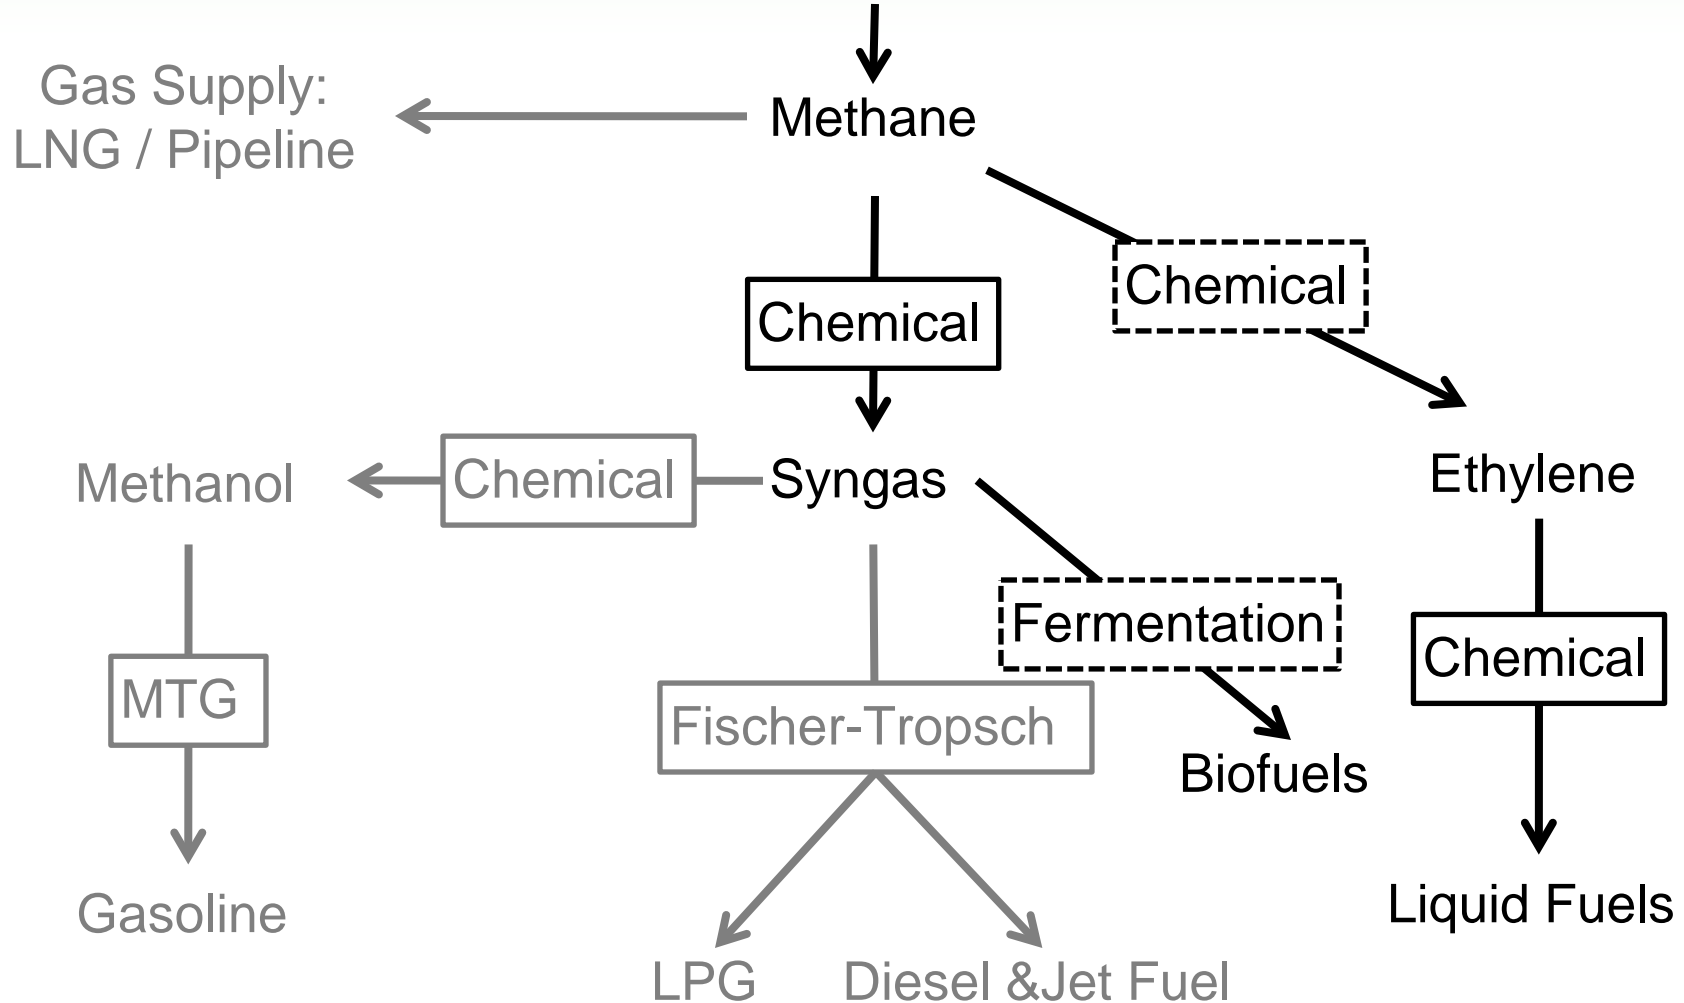 Gas Supply:
LNG / Pipeline
Methane
Chemical
Chemical
Methanol
Chemical
Syngas
Ethylene
Fermentation
Chemical
MTG
Fischer-Tropsch
Biofuels
Gasoline
Liquid Fuels
LPG
Diesel &Jet Fuel